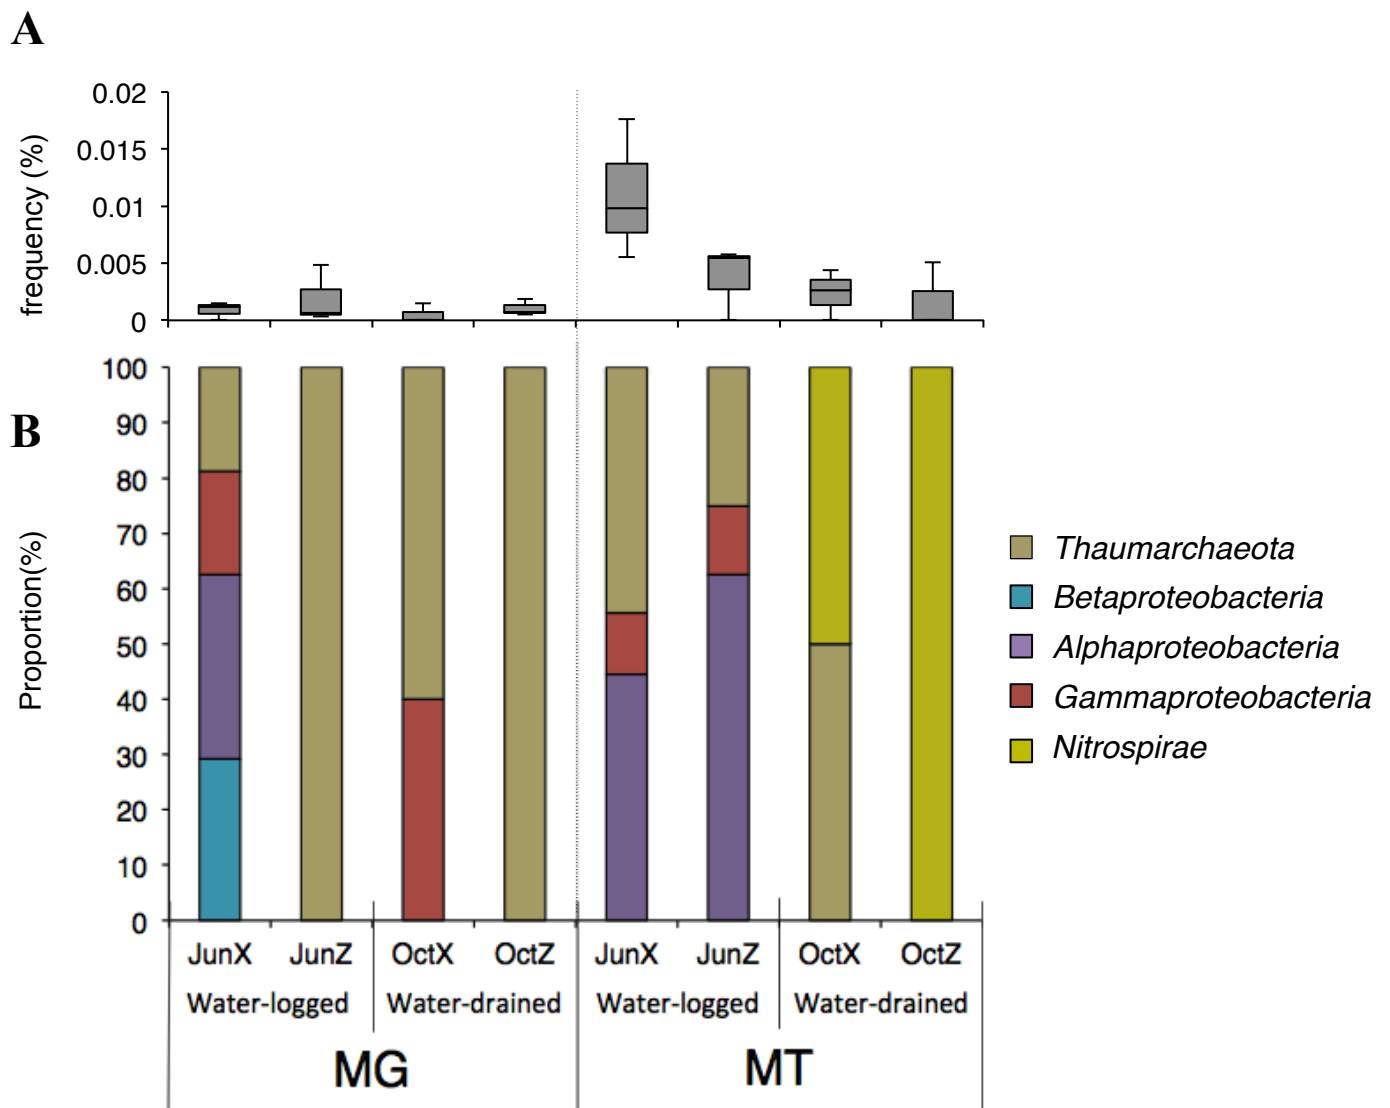 A
frequency (%)
0.02
0.015
0.01
0.005
0
B
Proportion(%)
100
90
80
70
60
50
40
30
20
10
0
Thaumarchaeota
Betaproteobacteria
Alphaproteobacteria
Gammaproteobacteria
Nitrospirae
JunX JunZ OctX OctZ JunX JunZ OctX OctZ
Water-logged Water-drained Water-logged Water-drained
MG MT